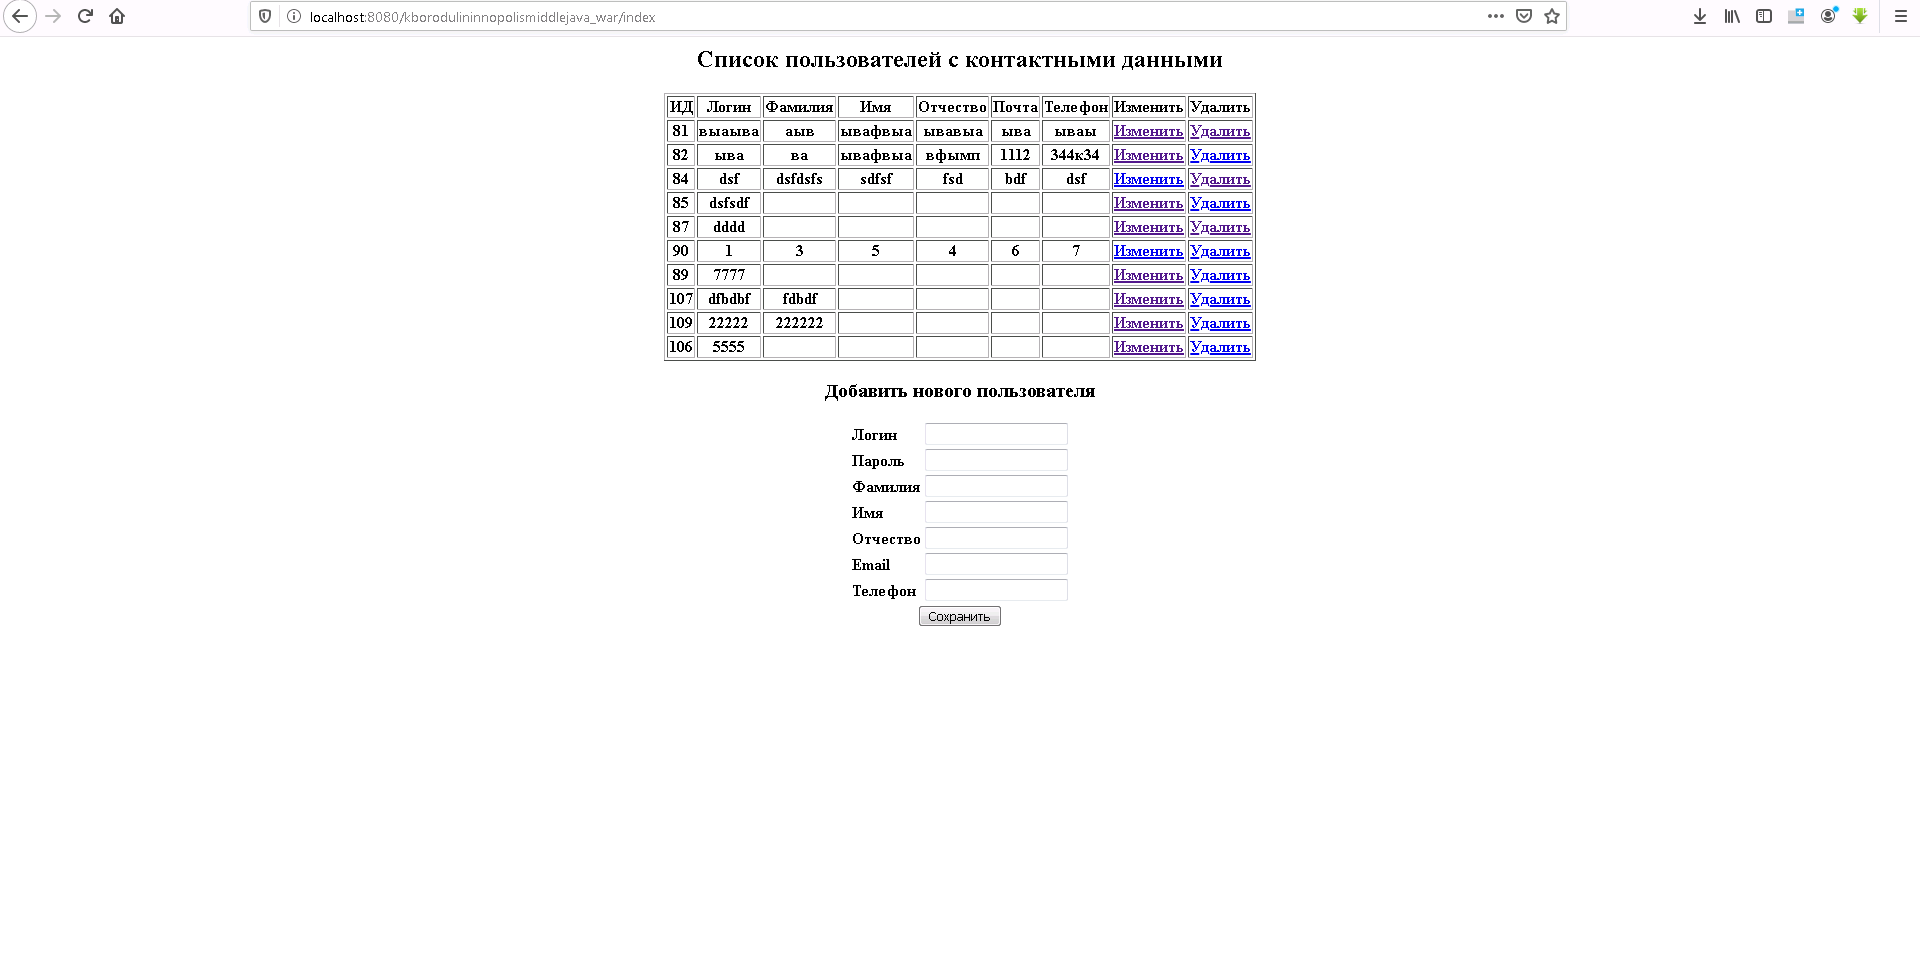 localhost:8080/kborodulininnopolismiddlejava_war/index
Список пользователей с контактными данными
ИД Логин Фамилия Имя Отчество Почта Телефон Изменить Удалить
81 выаыва аыв ывафвыа ывавыа ыва ываы Изменить Удалить
82 ыва ва ывафвыа вфымп 1112 344к34 Изменить Удалить
84 dsf dsfdsfs sdfsf fsd bdf dsf Изменить Удалить
85 dsfsdf Изменить Удалить
87 dddd Изменить Удалить
90 1 3 5 4 6 7 Изменить Удалить
89 7777 Изменить Удалить
107 dfbdbf fdbdf Изменить Удалить
109 22222 222222 Изменить Удалить
106 5555 Изменить Удалить
Добавить нового пользователя
Логин
Пароль
Фамилия
Имя
Отчество
Email
Телефон
Сохранить